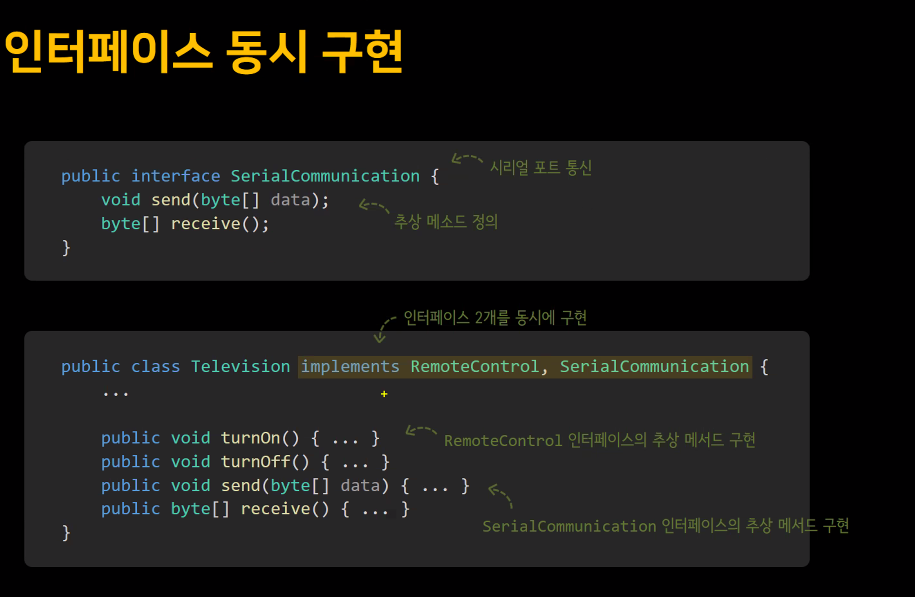 인터페이스 동시 구현
public interface SerialCommunication {
시리얼 포트 통신
void send(byte[] data);
byte[] receive();
추상 메소드 정의
}
인터페이스 2개를 동시에 구현
public class Television implements RemoteControl, SerialCommunication {
...
public void turnOn() { ... }
RemoteControl 인터페이스의 추상 메서드 구현
public void turnOff() { ... }
public void send(byte[] data) { ... }
public byte[] receive() { ... }
SerialCommunication 인터페이스의 추상 메서드 구현
}